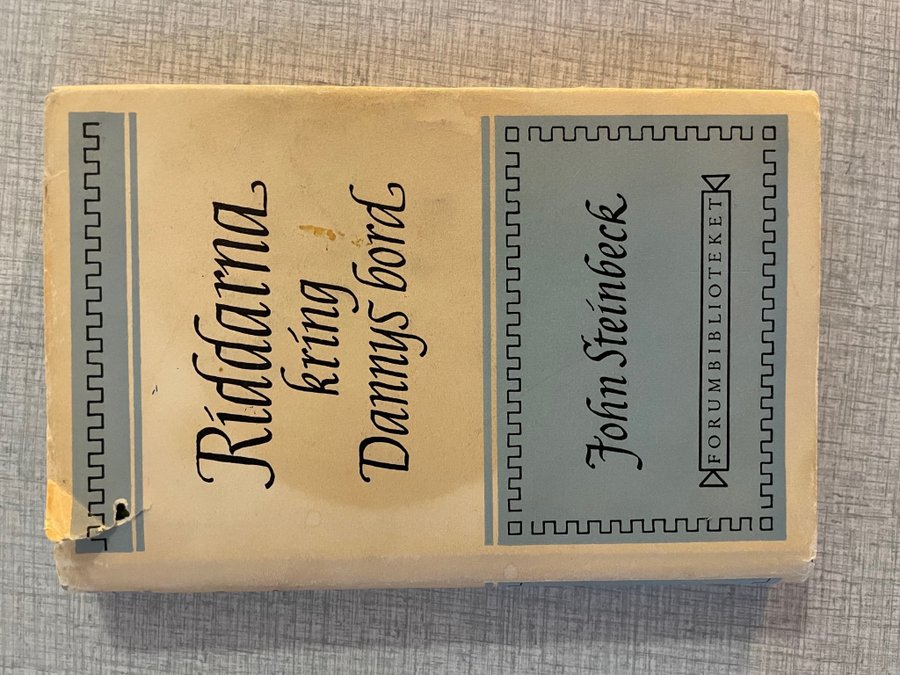 Riddarna
kring
Dannys bord
John Steinbeck
FORUMBIBLIOTEKET